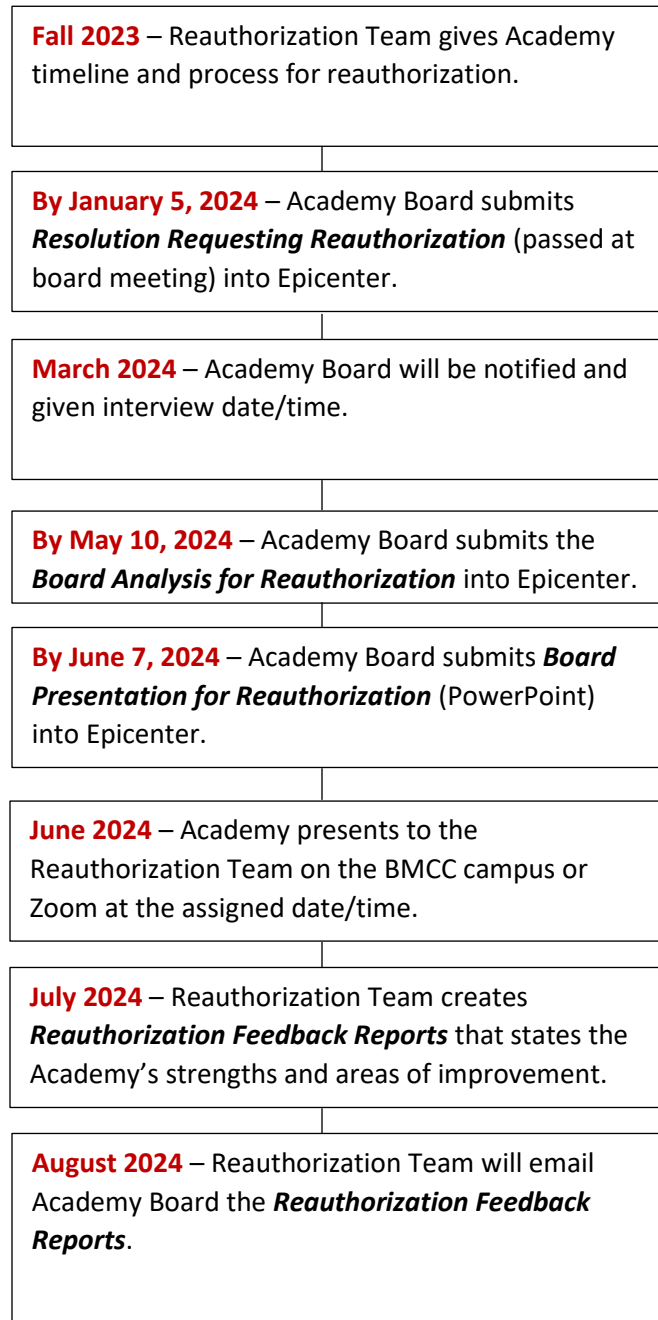 Fall 2023 – Reauthorization Team gives Academy
timeline and process for reauthorization.
By January 5, 2024 – Academy Board submits
Resolution Requesting Reauthorization (passed at
board meeting) into Epicenter.
March 2024 – Academy Board will be notified and
given interview date/time.
By May 10, 2024 – Academy Board submits the
Board Analysis for Reauthorization into Epicenter.
By June 7, 2024 – Academy Board submits Board
Presentation for Reauthorization (PowerPoint)
into Epicenter.
June 2024 – Academy presents to the
Reauthorization Team on the BMCC campus or
Zoom at the assigned date/time.
July 2024 – Reauthorization Team creates
Reauthorization Feedback Reports that states the
Academy’s strengths and areas of improvement.
August 2024 – Reauthorization Team will email
Academy Board the Reauthorization Feedback
Reports.